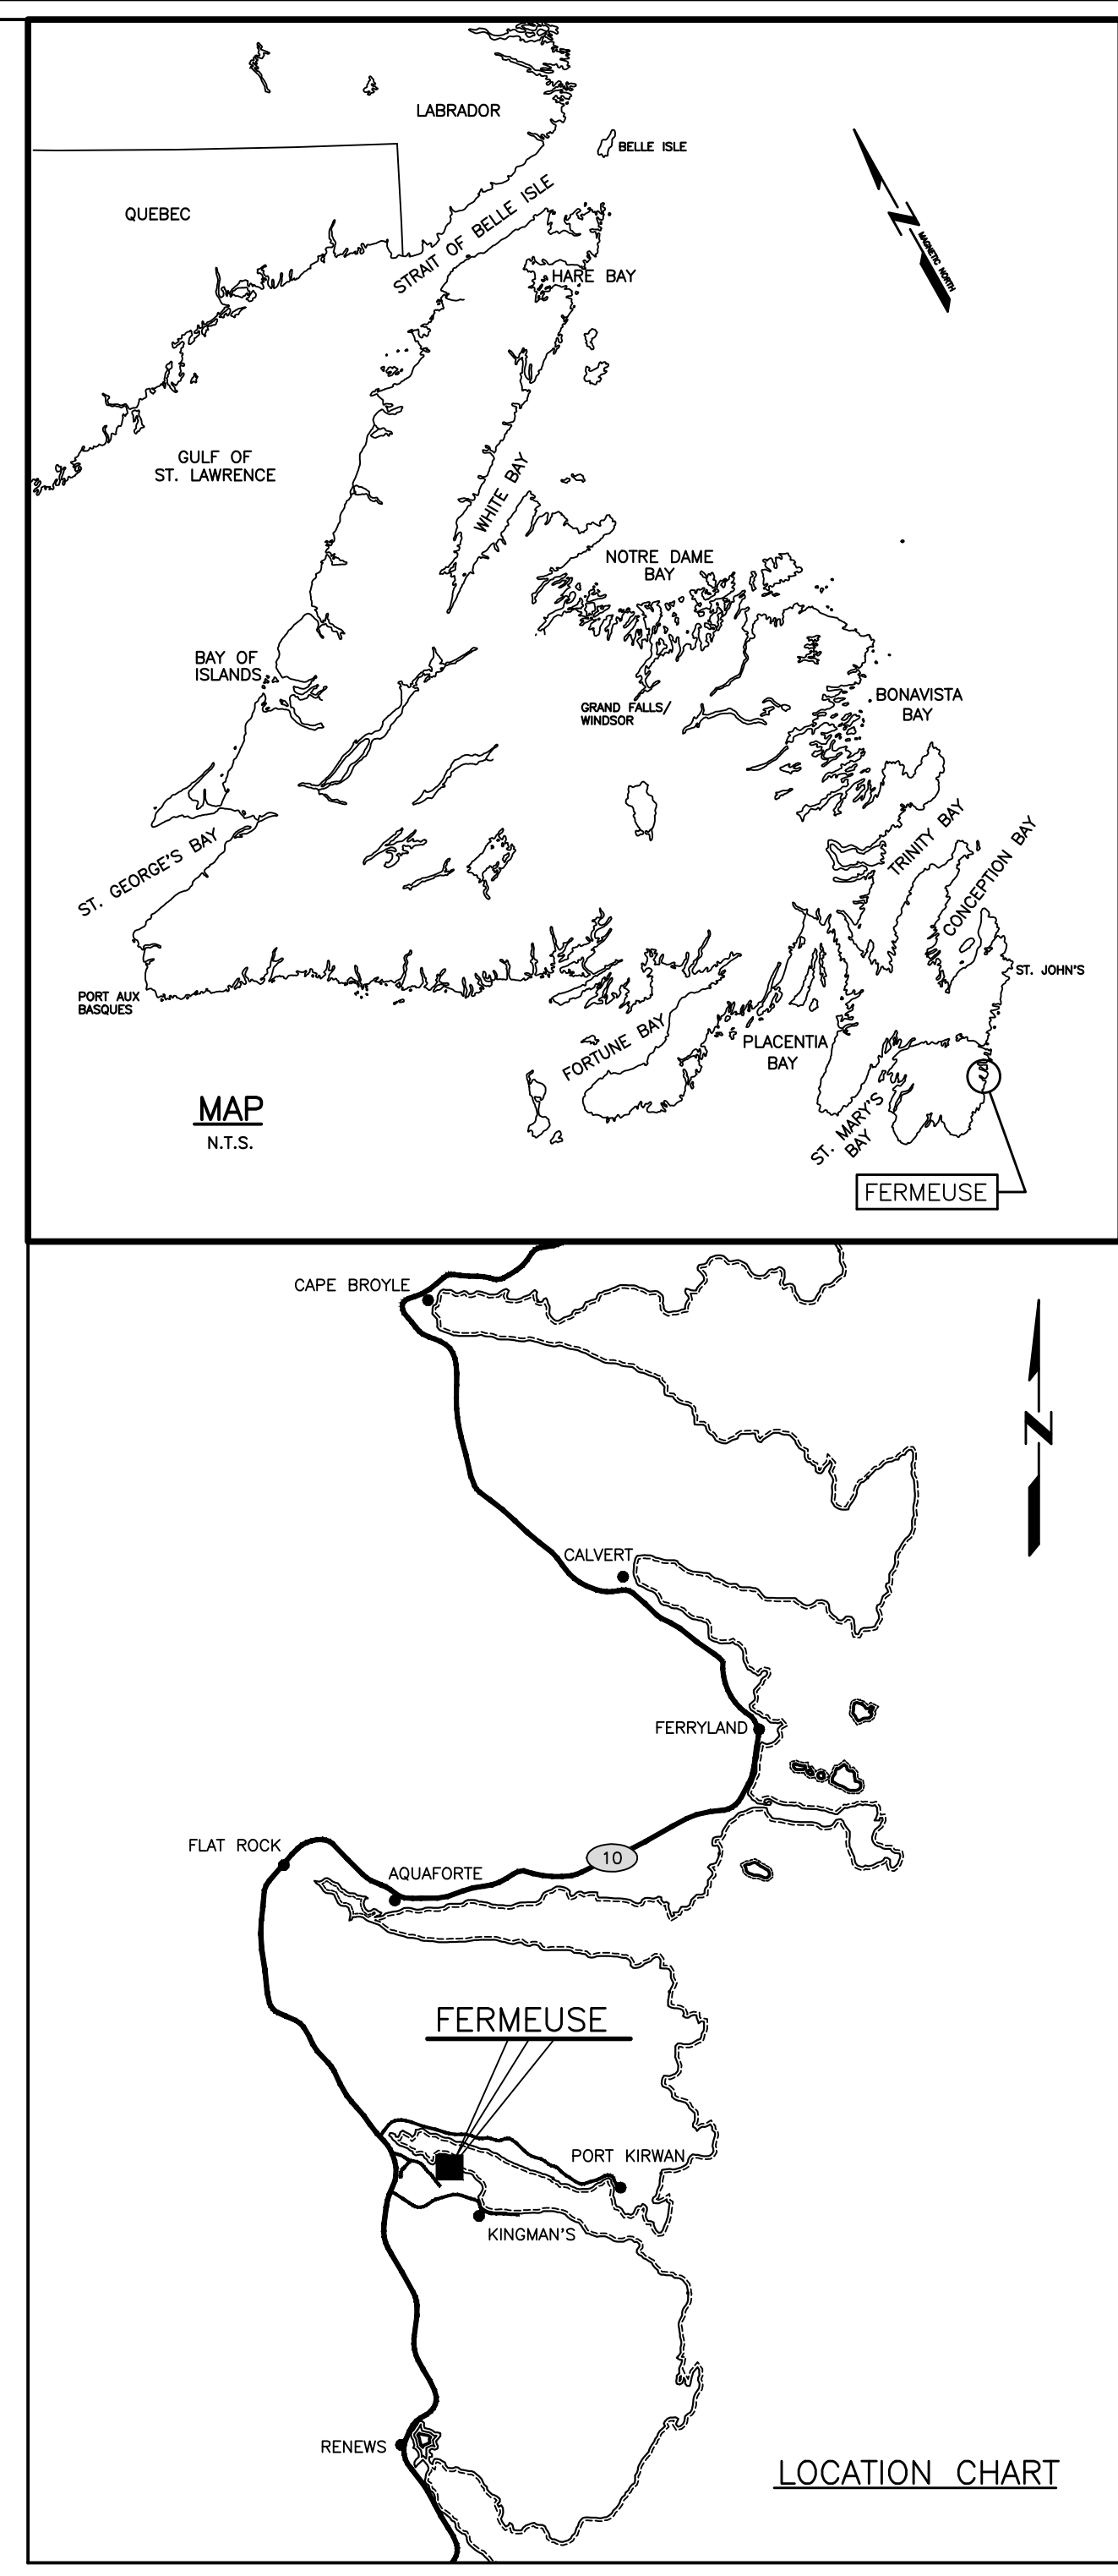 LABRADOR
BELLE ISLE
QUEBEC
STRAIT OF BELLE ISLE
N
MAGNETIC NORTH
HARE BAY
GULF OF
ST. LAWRENCE
WHITE BAY
NOTRE DAME
BAY
BAY OF
ISLANDS
GRAND FALLS/
WINDSOR
BONAVISTA
BAY
ST. GEORGE'S BAY
TRINITY BAY
CONCEPTION BAY
ST. JOHN'S
PORT AUX
BASQUES
FORTUNE BAY
PLACENTIA
BAY
ST. MARY'S
BAY
MAP
N.T.S.
FERMEUSE
CAPE BROYLE
N
CALVERT
FERRYLAND
FLAT ROCK
10
AQUAFORTE
FERMEUSE
PORT KIRWAN
KINGMAN'S
RENEWS
LOCATION CHART